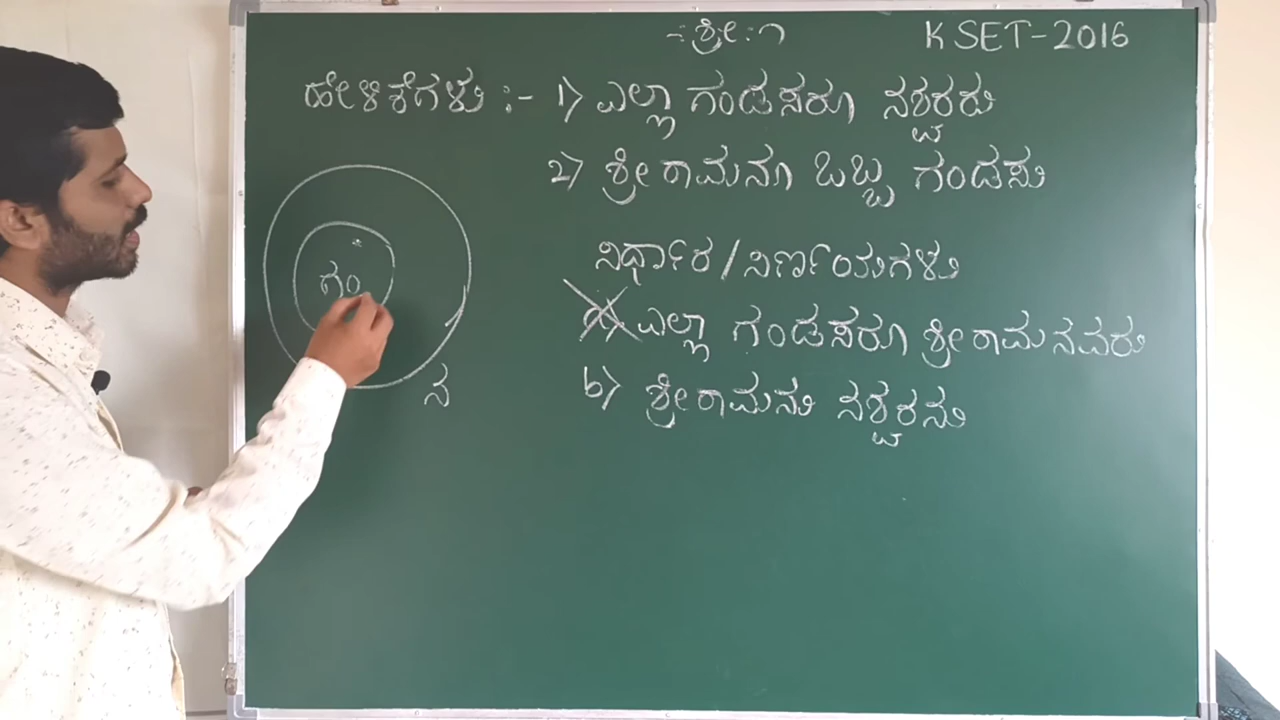 -: ಶ್ರೀ :-
KSET-2016
ಹೇಳಿಕೆಗಳು :- 1) ಎಲ್ಲಾ ಗಂಡಸರೂ ನಶ್ವರರು
2) ಶ್ರೀರಾಮನೂ ಒಬ್ಬ ಗಂಡಸು
ನಿರ್ಧಾರ/ನಿರ್ಣಯಗಳು
a) ಎಲ್ಲಾ ಗಂಡಸರೂ ಶ್ರೀರಾಮನವರು
b) ಶ್ರೀರಾಮನು ನಶ್ವರನು
ಗಂ
ನ